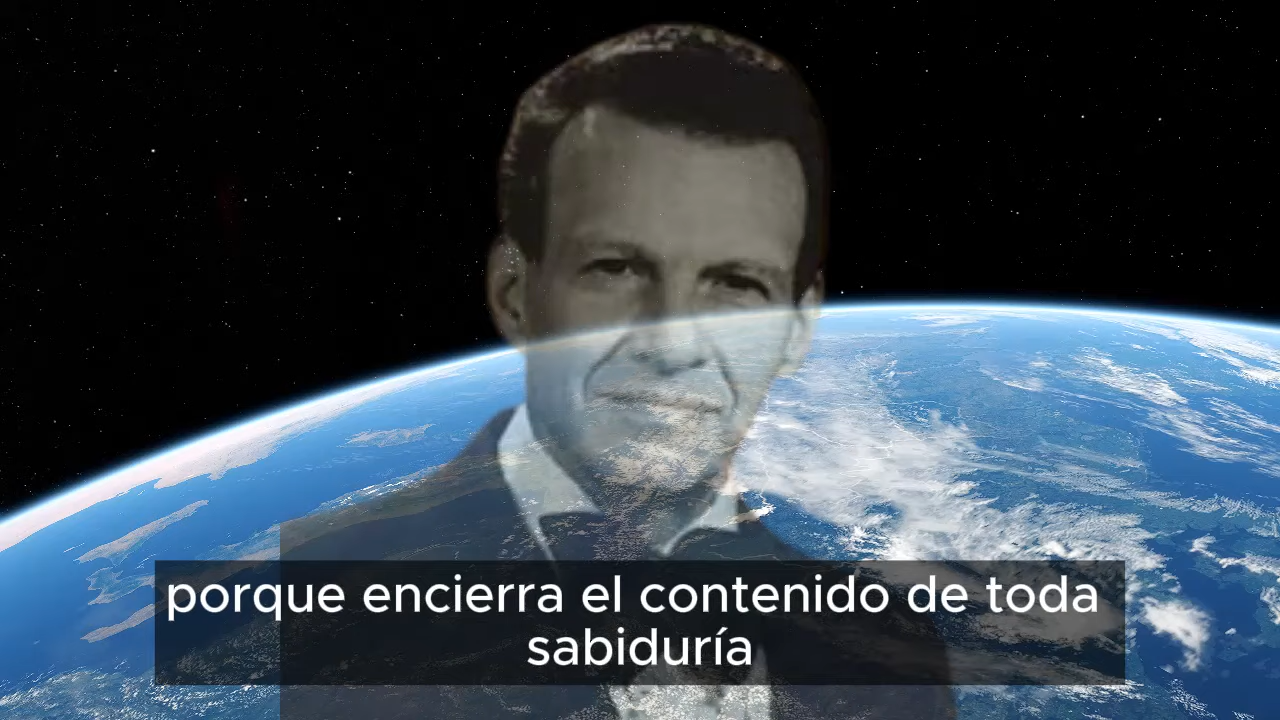 porque encierra el contenido de toda
sabiduría